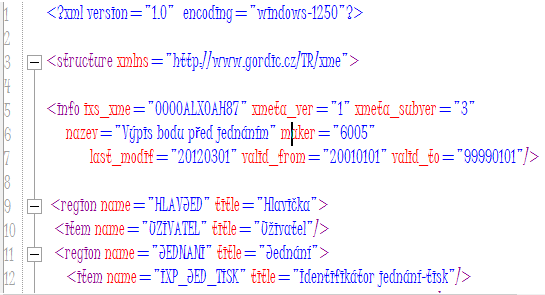 1 <?xml version="1.0" encoding="windows-1250"?>
2
3 <structure xmlns="http://www.gordic.cz/TR/xme">
4
5 <info ixs_xme="0000ALX0AH87" xmeta_ver="1" xmeta_subver="3"
6 nazev="Výpis bodu před jednáním" maker="6005"
7 last_modif="20120301" valid_from="20010101" valid_to="99990101"/>
8
9 <region name="HLAVJED" title="Hlavička">
10 <item name="UZIVATEL" title="Uživatel"/>
11 <region name="JEDNANI" title="Jednání">
12 <item name="IXP_JED_TISK" title="Identifikátor jednání-tisk"/>